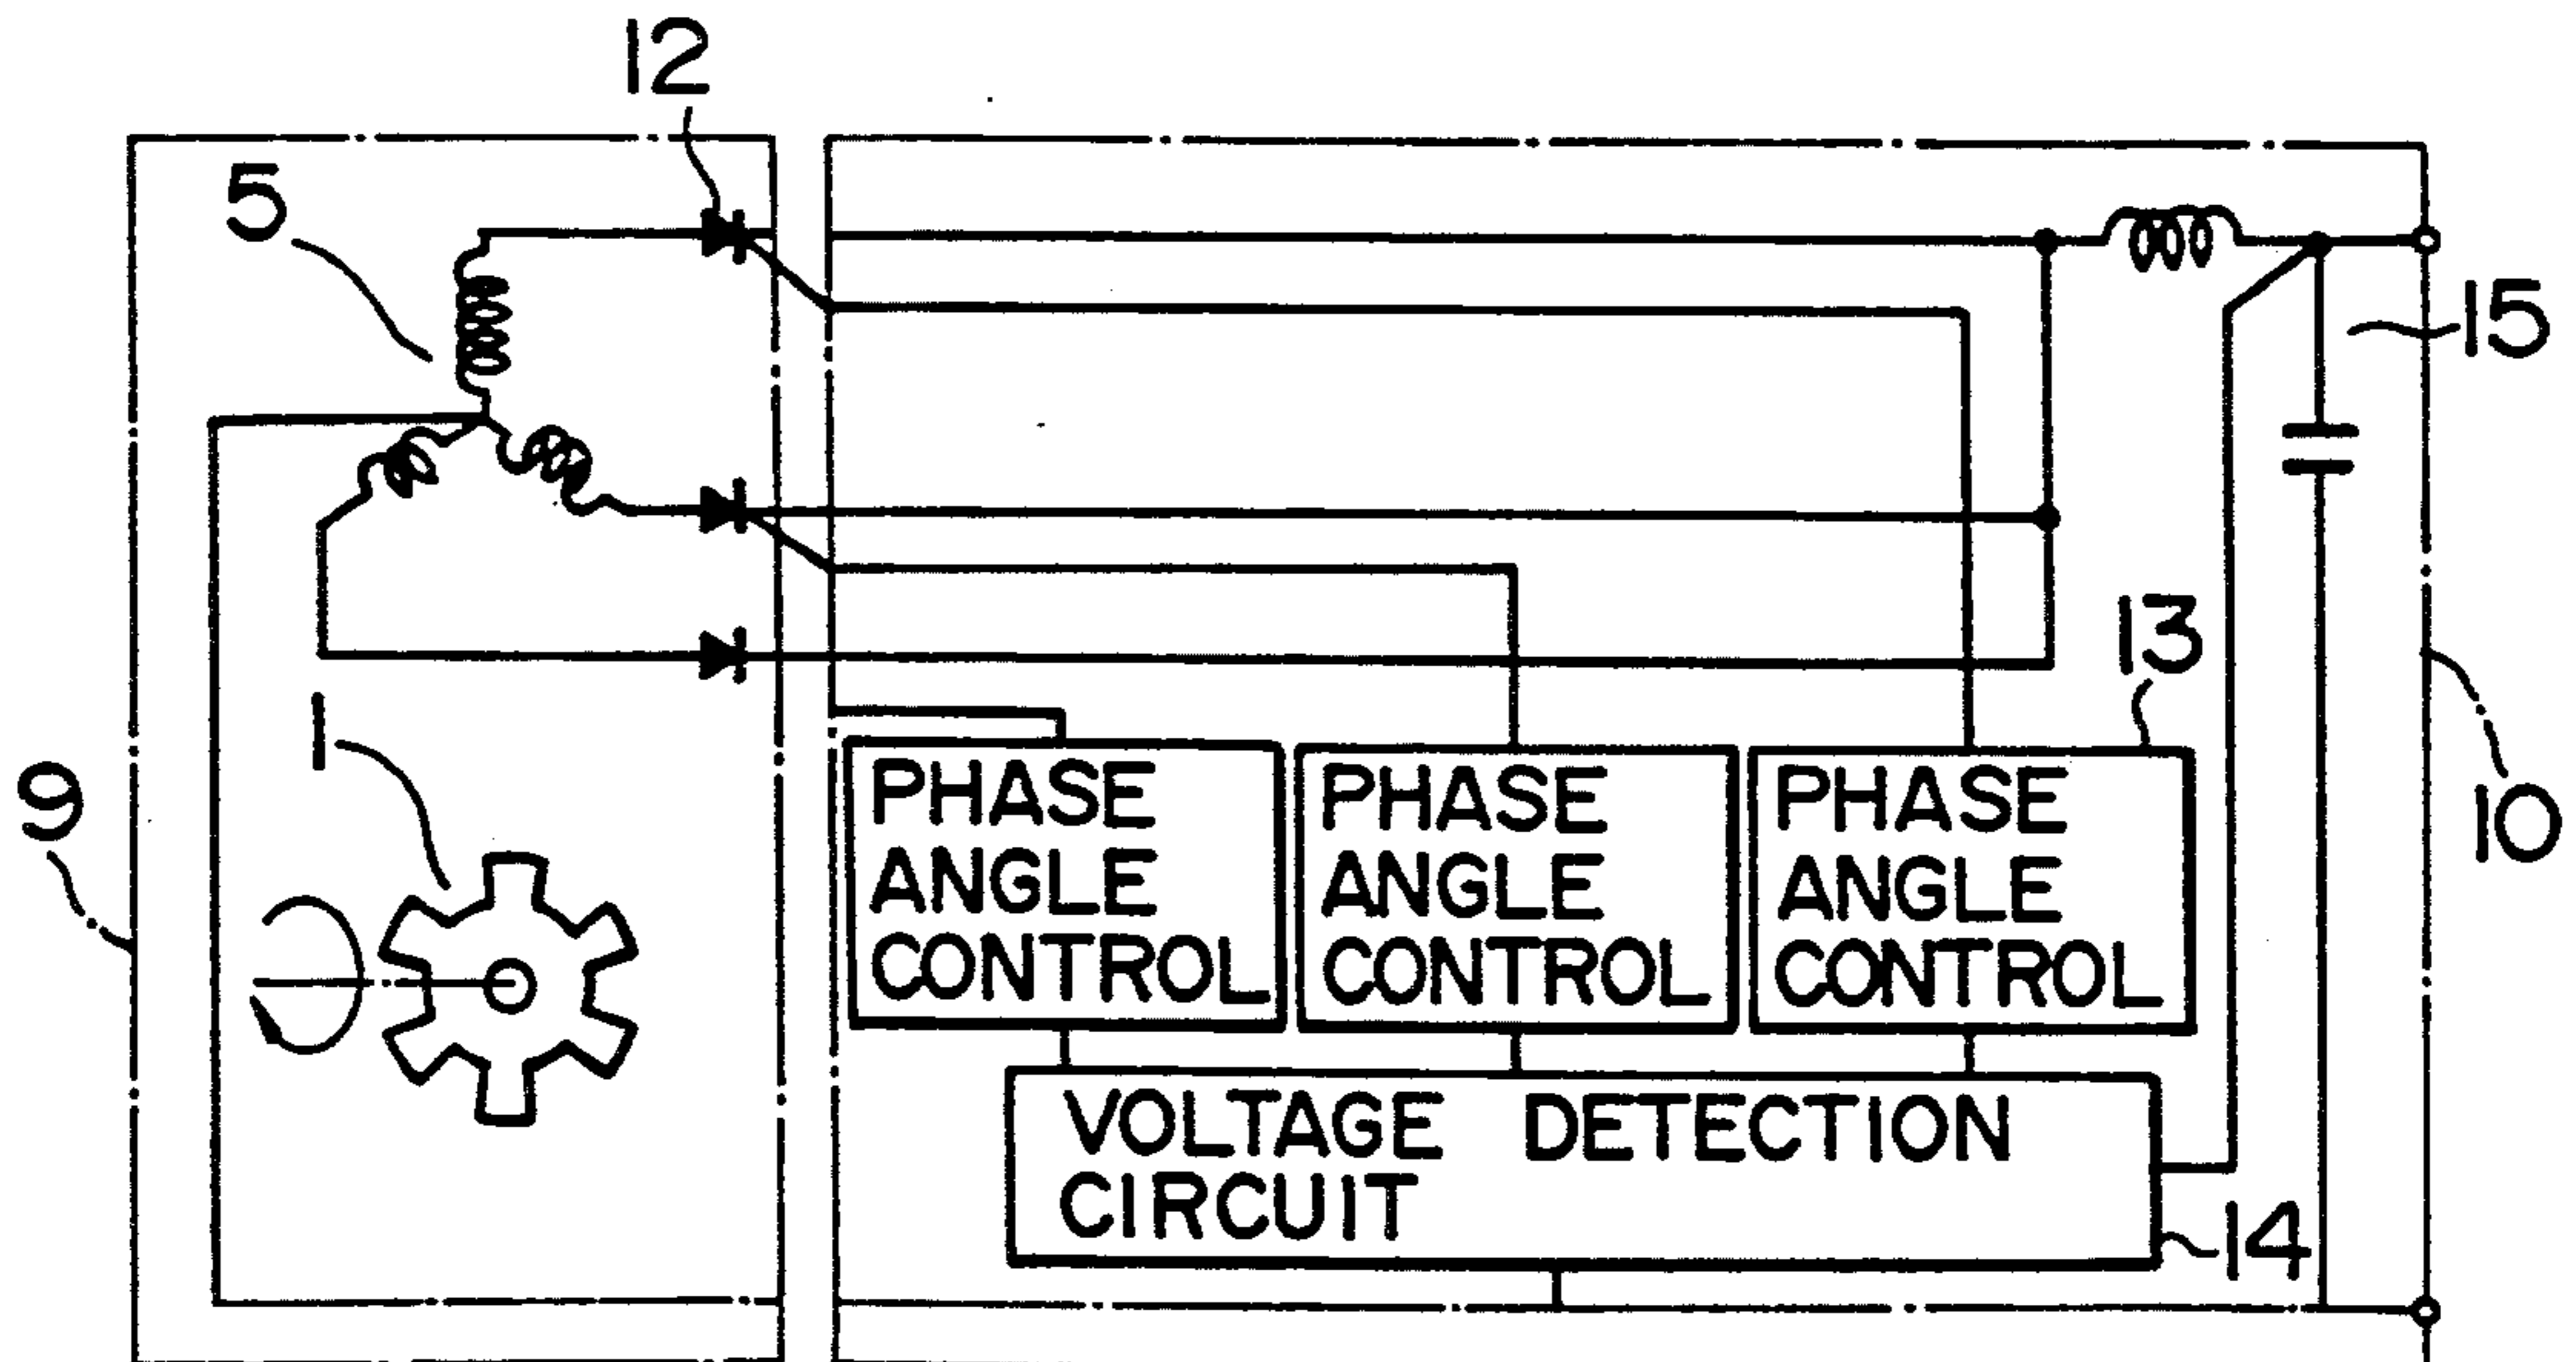 12
5
15
13
1
9
10
PHASE
ANGLE
CONTROL
PHASE
ANGLE
CONTROL
PHASE
ANGLE
CONTROL
VOLTAGE DETECTION
CIRCUIT
14